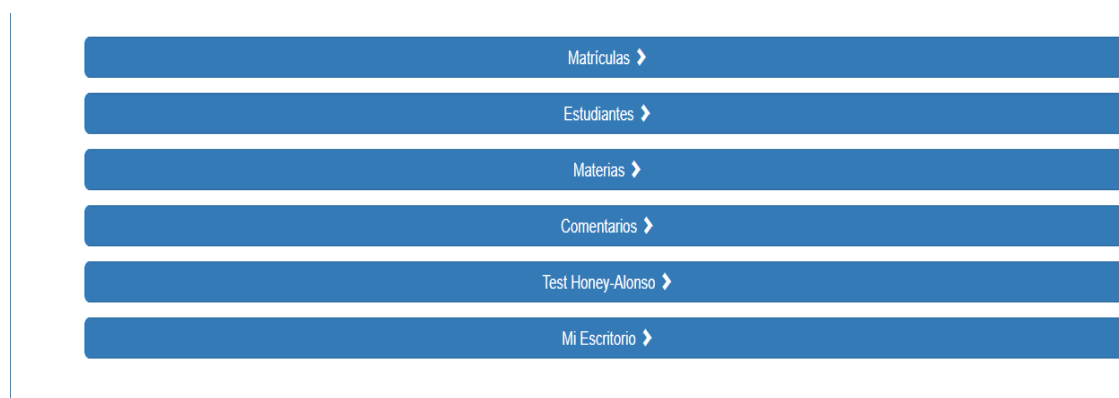 Matrículas
Estudiantes
Materias
Comentarios
Test Honey-Alonso
Mi Escritorio